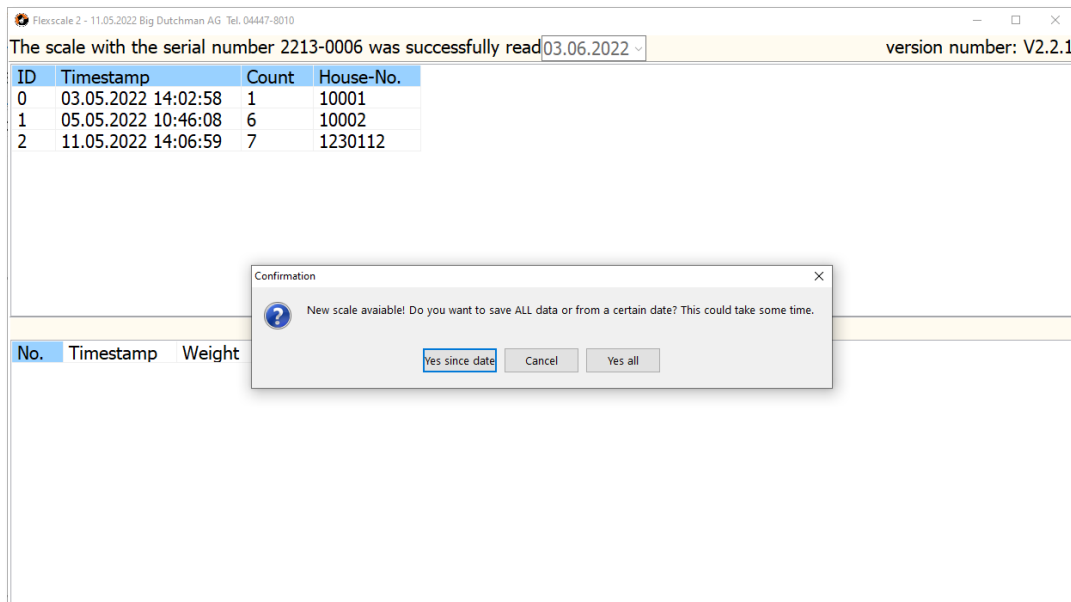 Flexscale 2 - 11.05.2022 Big Dutchman AG Tel. 04447-8010
The scale with the serial number 2213-0006 was successfully read 03.06.2022 version number: V2.2.1
ID Timestamp Count House-No.
0 03.05.2022 14:02:58 1 10001
1 05.05.2022 10:46:08 6 10002
2 11.05.2022 14:06:59 7 1230112
Confirmation
New scale avaiable! Do you want to save ALL data or from a certain date? This could take some time.
Yes since date Cancel Yes all
No. Timestamp Weight